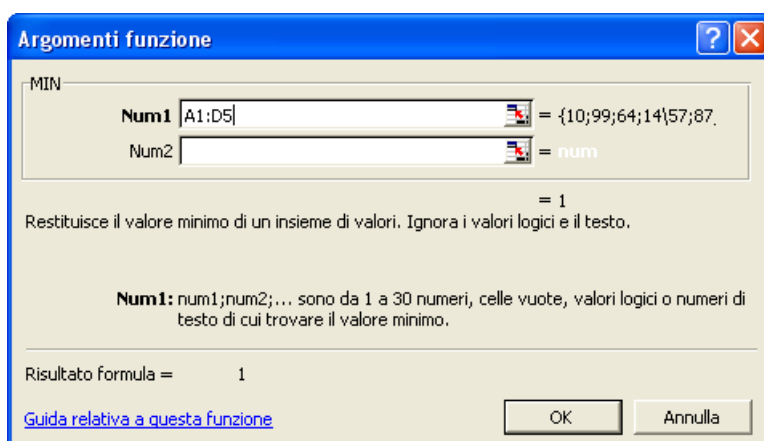 Argomenti funzione
MIN
Num1 A1:D5 = {10;99;64;14\57;87
Num2 = num
= 1
Restituisce il valore minimo di un insieme di valori. Ignora i valori logici e il testo.
Num1: num1;num2;... sono da 1 a 30 numeri, celle vuote, valori logici o numeri di
testo di cui trovare il valore minimo.
Risultato formula = 1
Guida relativa a questa funzione
OK Annulla